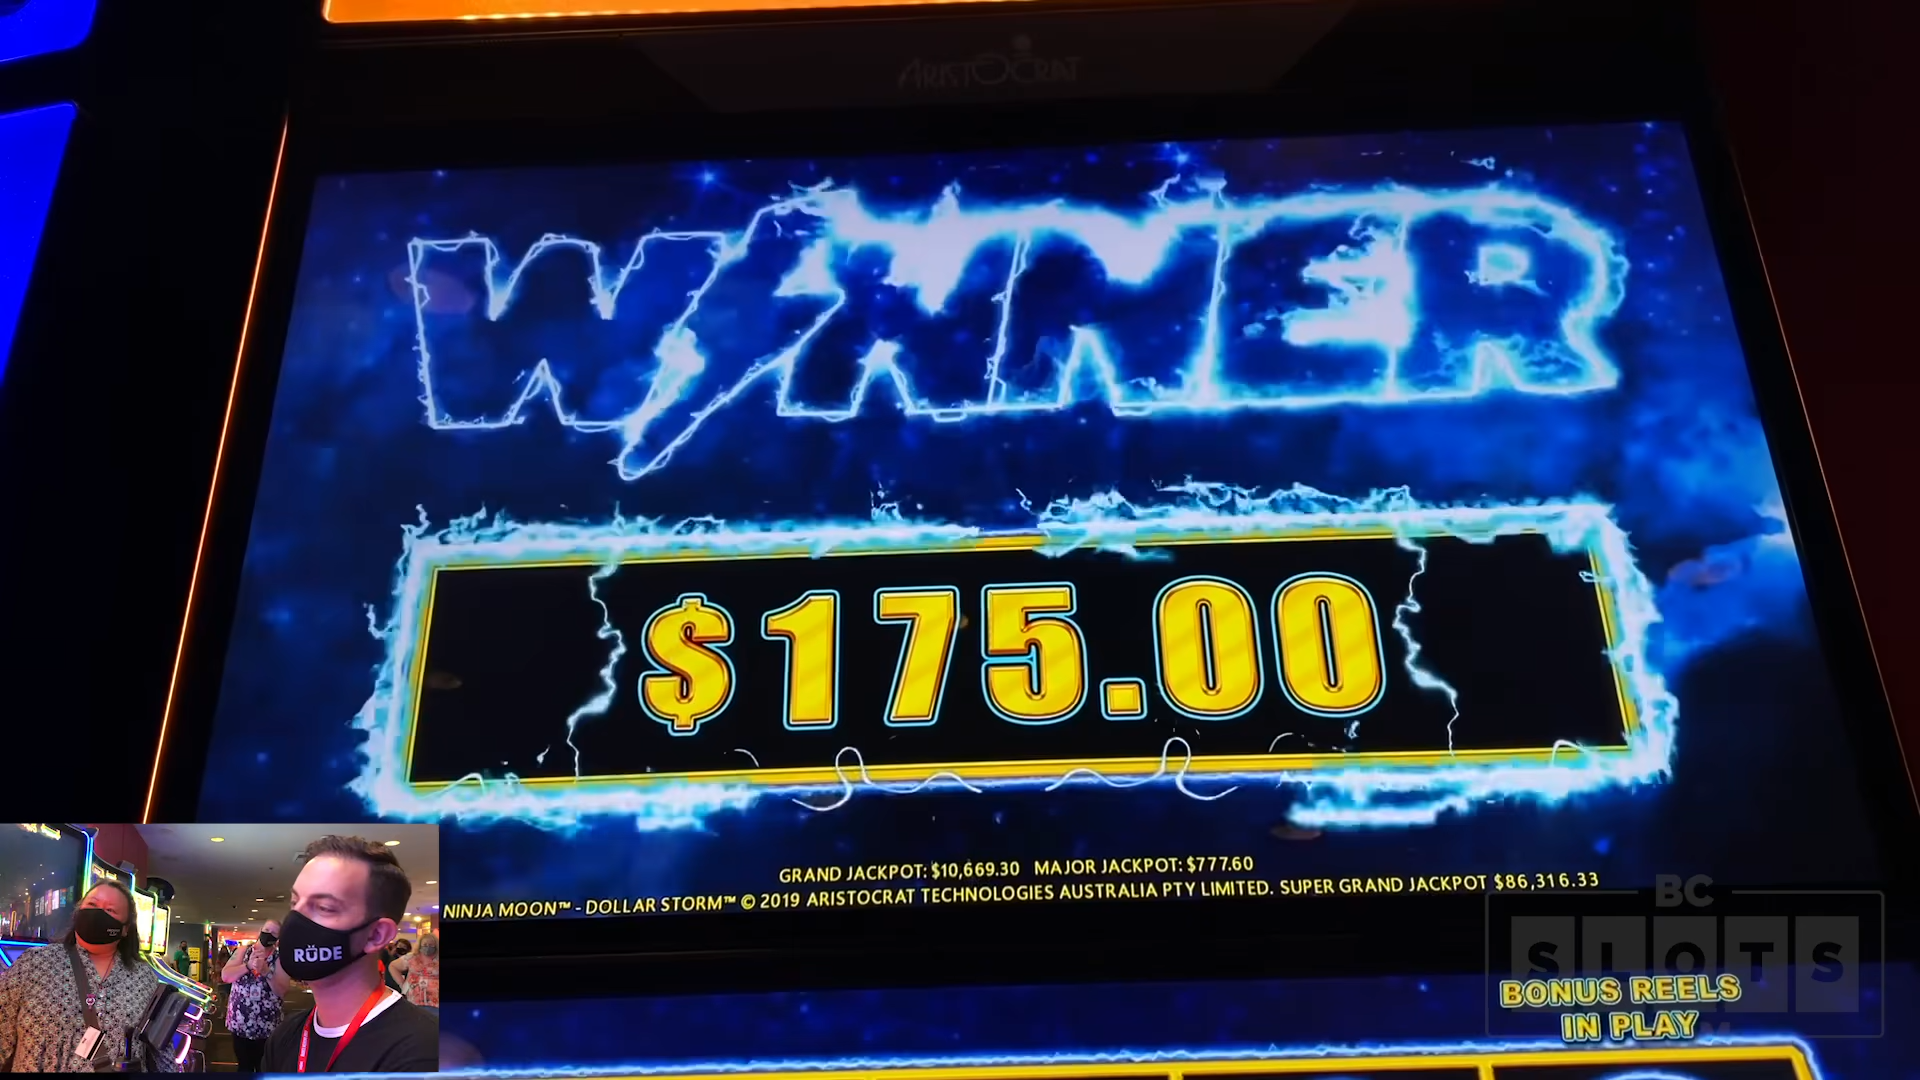 ARISTOCRAT
WINNER
$175.00
GRAND JACKPOT: $10,669.30 MAJOR JACKPOT: $777.60
NINJA MOON™ - DOLLAR STORM™ © 2019 ARISTOCRAT TECHNOLOGIES AUSTRALIA PTY LIMITED. SUPER GRAND JACKPOT $86,316.33
BC
SLOTS
BONUS REELS
IN PLAY
RÜDE